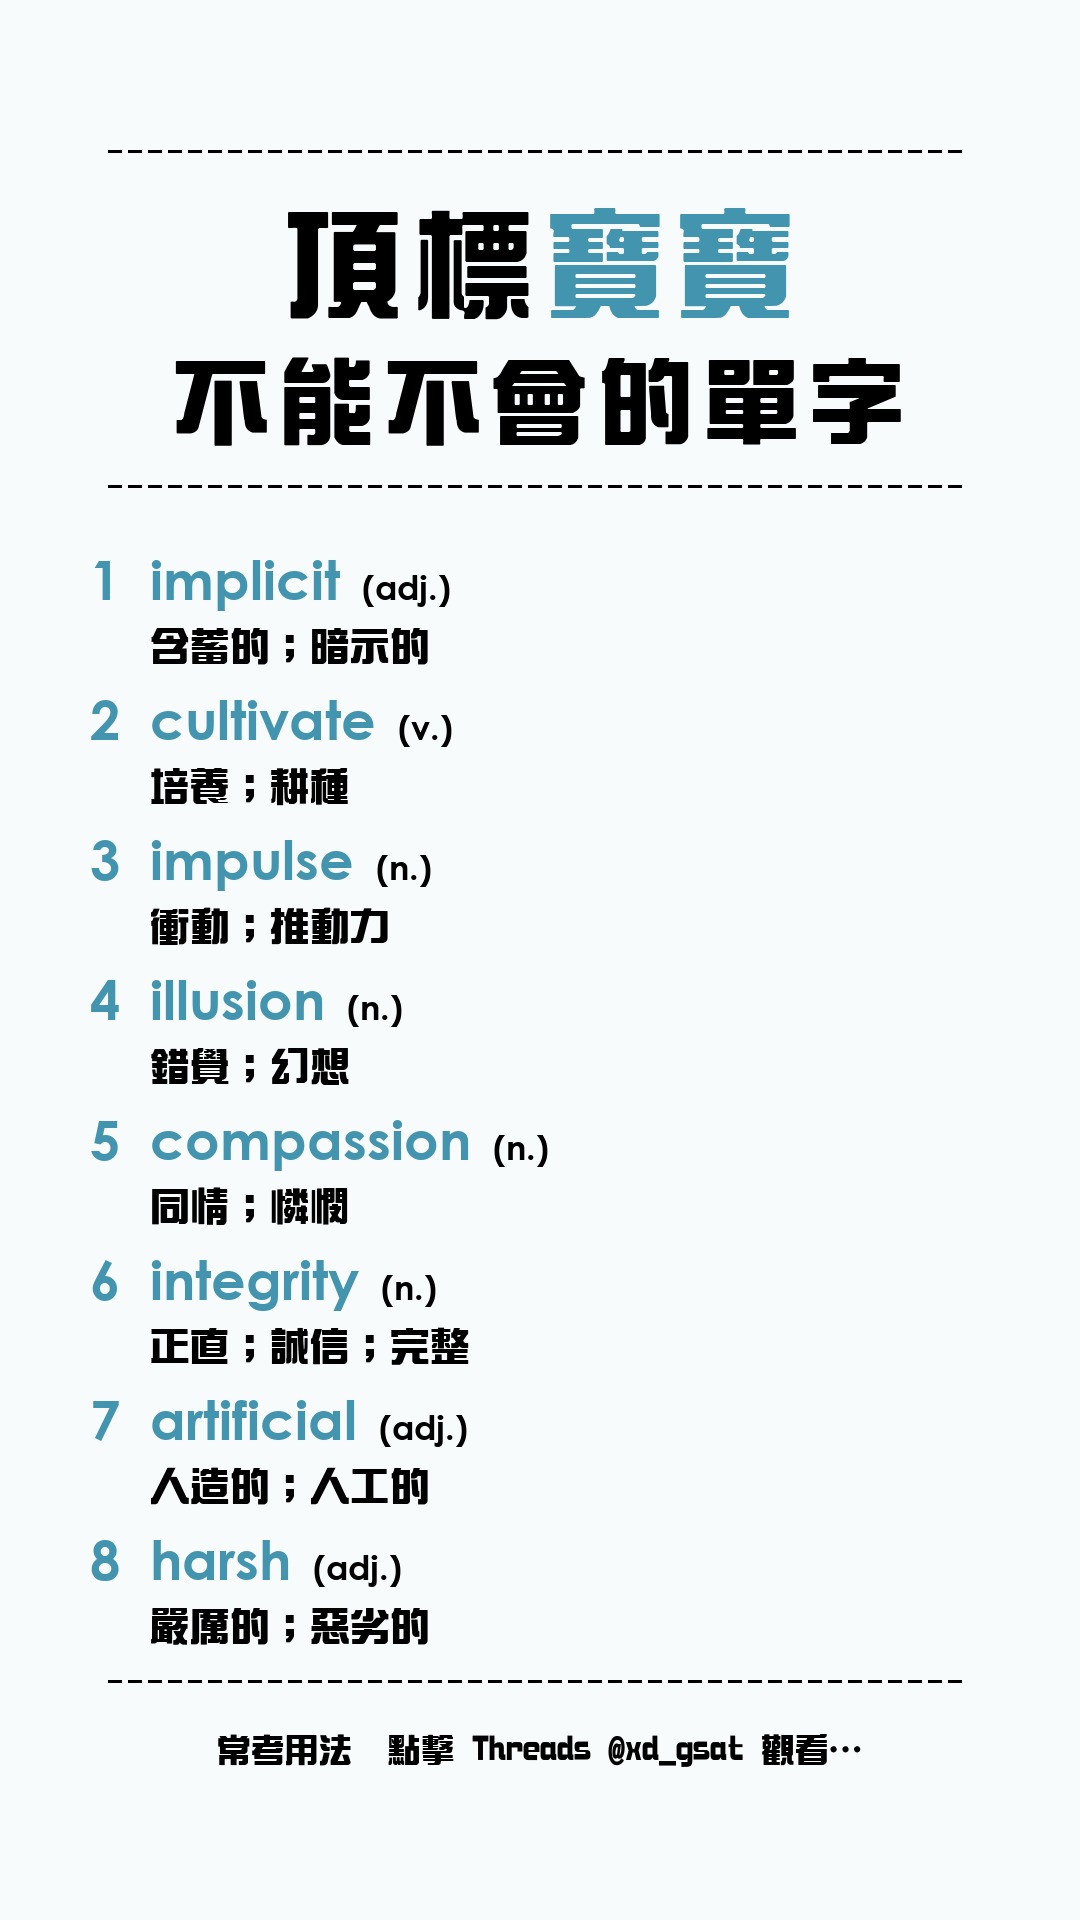 頂標寶寶
不能不會的單字
1 implicit (adj.)
含蓄的；暗示的
2 cultivate (v.)
培養；耕種
3 impulse (n.)
衝動；推動力
4 illusion (n.)
錯覺；幻想
5 compassion (n.)
同情；憐憫
6 integrity (n.)
正直；誠信；完整
7 artificial (adj.)
人造的；人工的
8 harsh (adj.)
嚴厲的；惡劣的
常考用法　點擊 Threads @xd_gsat 觀看…